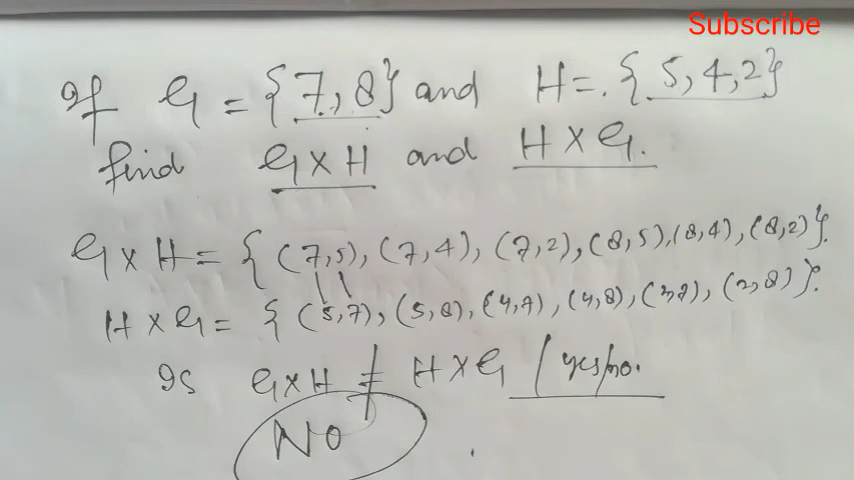 Subscribe
If G = {7, 8} and H = {5, 4, 2}
find G × H and H × G.
G × H = { (7,5), (7,4), (7,2), (8,5), (8,4), (8,2) }.
H × G = { (5,7), (5,8), (4,7), (4,8), (2,7), (2,8) }.
Is G×H ≠ H×G / yes/no.
NO